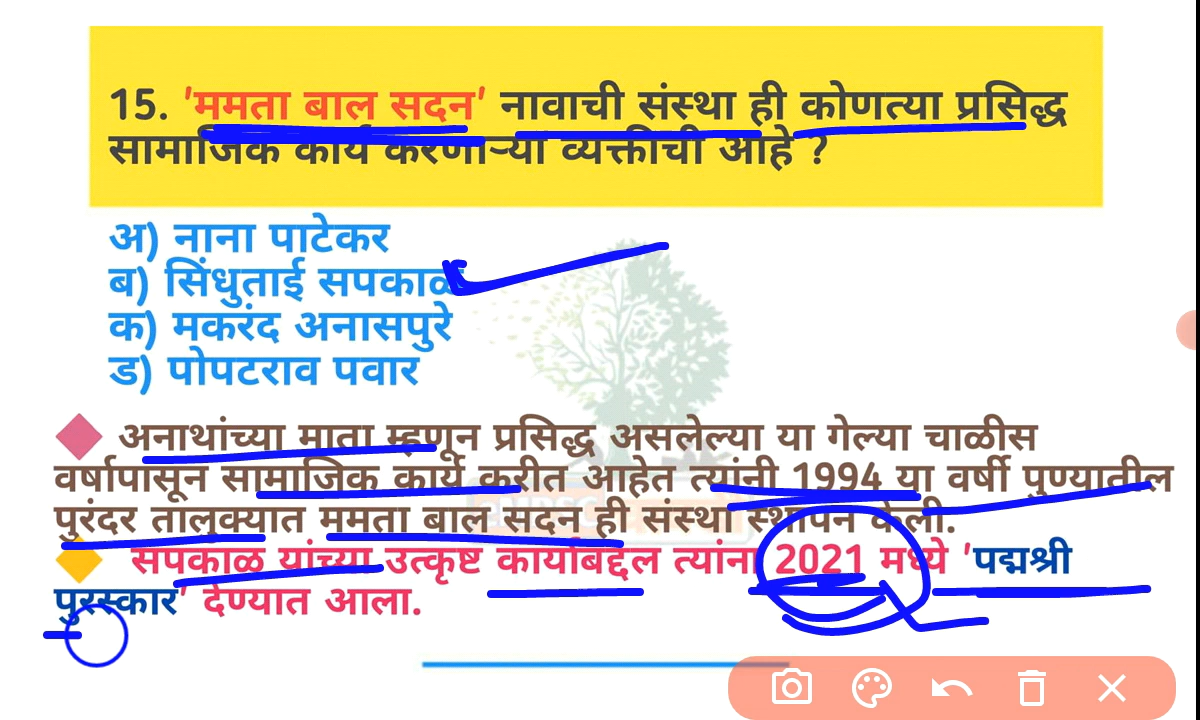 15. 'ममता बाल सदन' नावाची संस्था ही कोणत्या प्रसिद्ध
सामाजिक कार्य करणाऱ्या व्यक्तीची आहे ?
अ) नाना पाटेकर
ब) सिंधुताई सपकाळ
क) मकरंद अनासपुरे
ड) पोपटराव पवार
अनाथांच्या माता म्हणून प्रसिद्ध असलेल्या या गेल्या चाळीस
वर्षापासून सामाजिक कार्य करीत आहेत त्यांनी 1994 या वर्षी पुण्यातील
पुरंदर तालुक्यात ममता बाल सदन ही संस्था स्थापन केली.
सपकाळ यांच्या उत्कृष्ट कार्याबद्दल त्यांना 2021 मध्ये 'पद्मश्री
पुरस्कार' देण्यात आला.